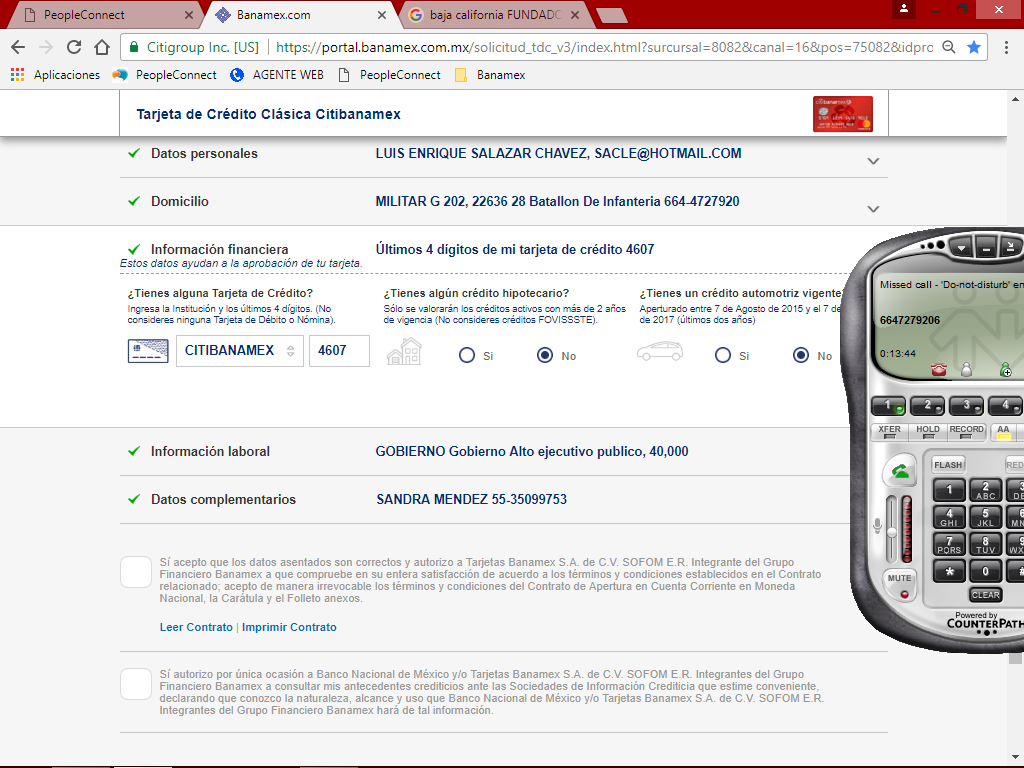 PeopleConnect
Banamex.com
baja california FUNDADO
Citigroup Inc. [US] https://portal.banamex.com.mx/solicitud_tdc_v3/index.html?surcursal=8082&canal=16&pos=75082&idpro
Aplicaciones PeopleConnect AGENTE WEB PeopleConnect Banamex
Tarjeta de Crédito Clásica Citibanamex
Datos personales LUIS ENRIQUE SALAZAR CHAVEZ, SACLE@HOTMAIL.COM
Domicilio MILITAR G 202, 22636 28 Batallon De Infanteria 664-4727920
Información financiera Últimos 4 dígitos de mi tarjeta de crédito 4607
Estos datos ayudan a la aprobación de tu tarjeta.
¿Tienes alguna Tarjeta de Crédito?
Ingresa la Institución y los últimos 4 dígitos. (No
consideres ninguna Tarjeta de Débito o Nómina).
CITIBANAMEX 4607
¿Tienes algún crédito hipotecario?
Sólo se valorarán los créditos activos con más de 2 años
de vigencia (No consideres créditos FOVISSSTE).
Si No
¿Tienes un crédito automotriz vigente?
Aperturado entre 7 de Agosto de 2015 y el 7 de
de 2017 (últimos dos años)
Si No
Información laboral GOBIERNO Gobierno Alto ejecutivo publico, 40,000
Datos complementarios SANDRA MENDEZ 55-35099753
Sí acepto que los datos asentados son correctos y autorizo a Tarjetas Banamex S.A. de C.V. SOFOM E.R. Integrante del Grupo
Financiero Banamex a que compruebe en su entera satisfacción de acuerdo a los términos y condiciones establecidos en el Contrato
relacionado; acepto de manera irrevocable los términos y condiciones del Contrato de Apertura en Cuenta Corriente en Moneda
Nacional, la Carátula y el Folleto anexos.
Leer Contrato | Imprimir Contrato
Sí autorizo por única ocasión a Banco Nacional de México y/o Tarjetas Banamex S.A. de C.V. SOFOM E.R. Integrantes del Grupo
Financiero Banamex a consultar mis antecedentes crediticios ante las Sociedades de Información Crediticia que estime conveniente,
declarando que conozco la naturaleza, alcance y uso que Banco Nacional de México y/o Tarjetas Banamex S.A. de C.V. SOFOM E.R.
Integrantes del Grupo Financiero Banamex hará de tal información.
Missed call - 'Do-not-disturb' en
6647279206
0:13:44
1 2 3 4
XFER HOLD RECORD AA
FLASH RED
1 2 ABC 3 DE
4 GHI 5 JKL 6 MN
7 PQRS 8 TUV 9 WX
* 0 #
MUTE
CLEAR
Powered by
COUNTERPATH